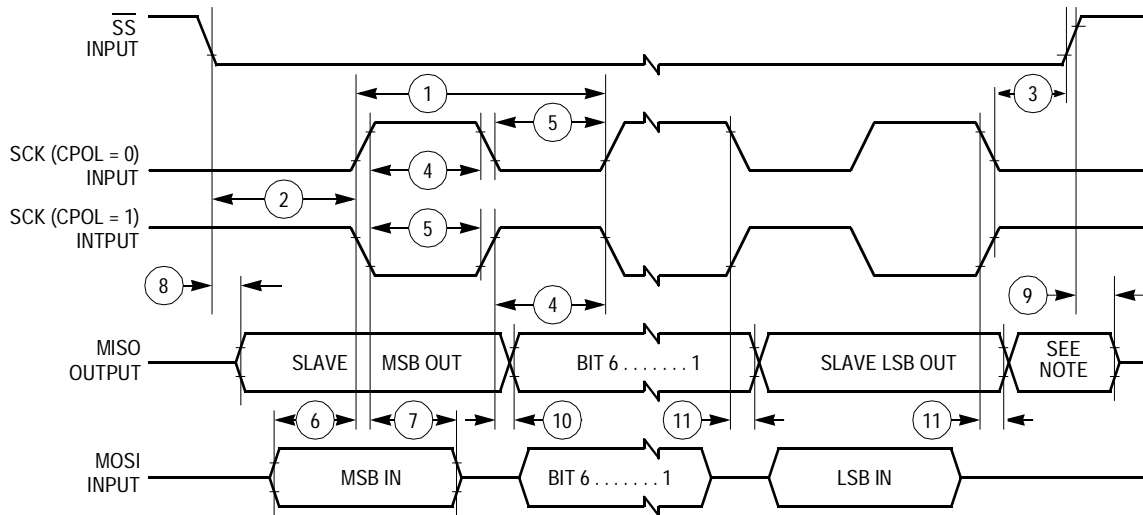 SS
INPUT
1
3
5
SCK (CPOL = 0)
INPUT
4
2
SCK (CPOL = 1)
INTPUT
5
8
4
9
MISO
OUTPUT
SLAVE MSB OUT
BIT 6 . . . . . . . 1
SLAVE LSB OUT
SEE
NOTE
6
7
10
11
11
MOSI
INPUT
MSB IN
BIT 6 . . . . . . . 1
LSB IN